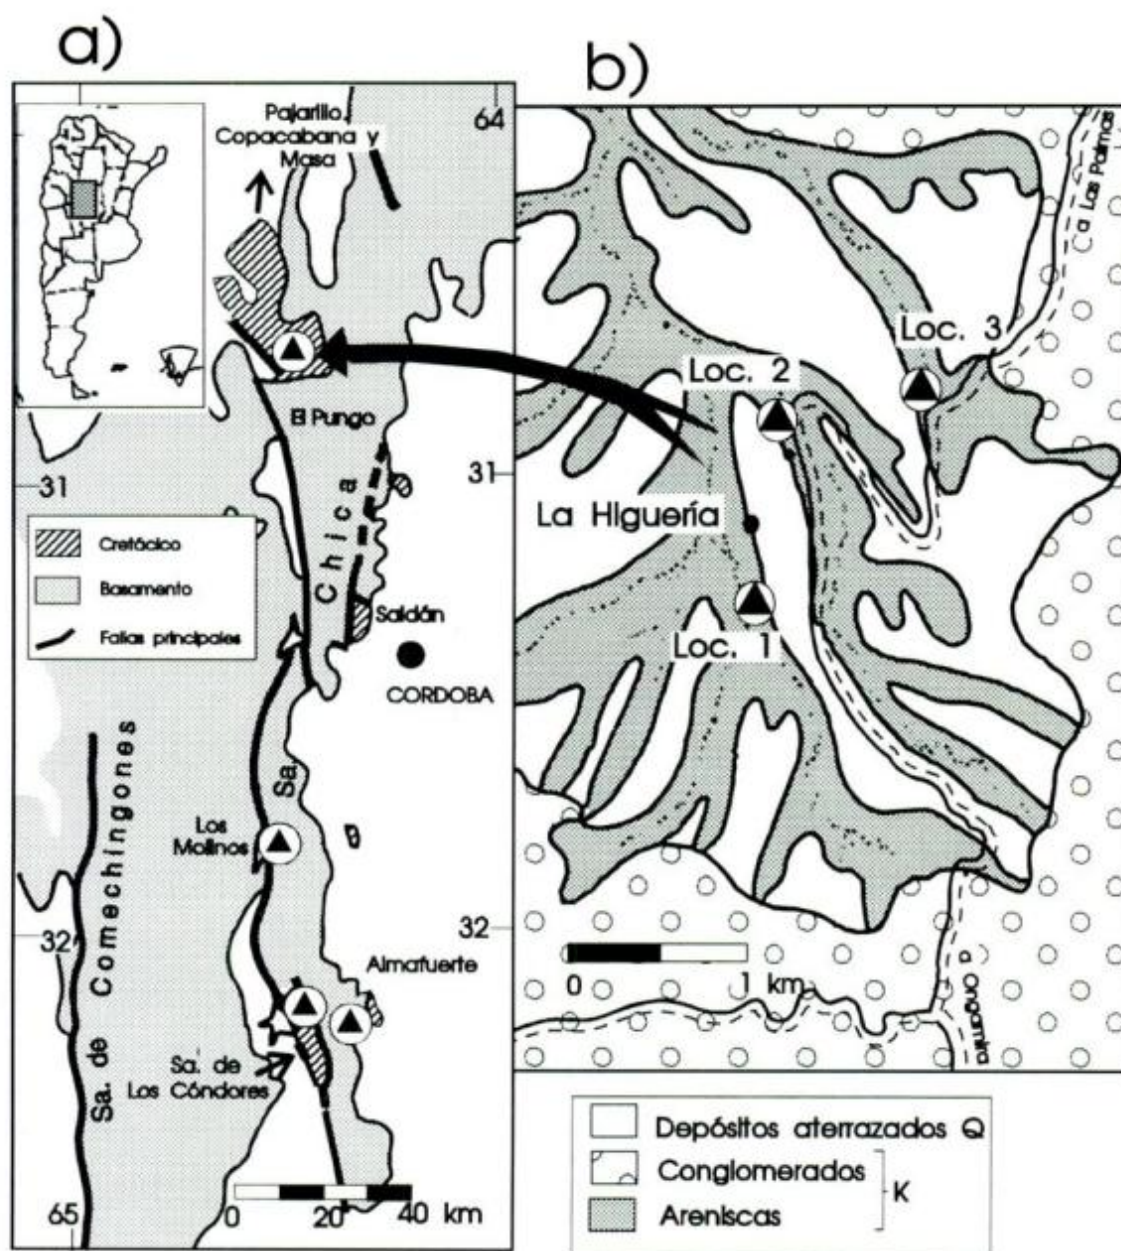 a)
Pajarillo,
Copacabana y
Masa
64
El Pungo
31
31
Cretácico
Basamento
Fallas principales
Chica
Saldán
CORDOBA
Sa.
Los
Molinos
Sa. de Comechingones
32
32
Almafuerte
Sa. de
Los Cóndores
65
0 20 40 km
b)
a Las Palmas
Loc. 3
Loc. 2
La Higuería
Loc. 1
0 1 km
a Ongamira
Depósitos aterrazados Q
Conglomerados
K
Areniscas